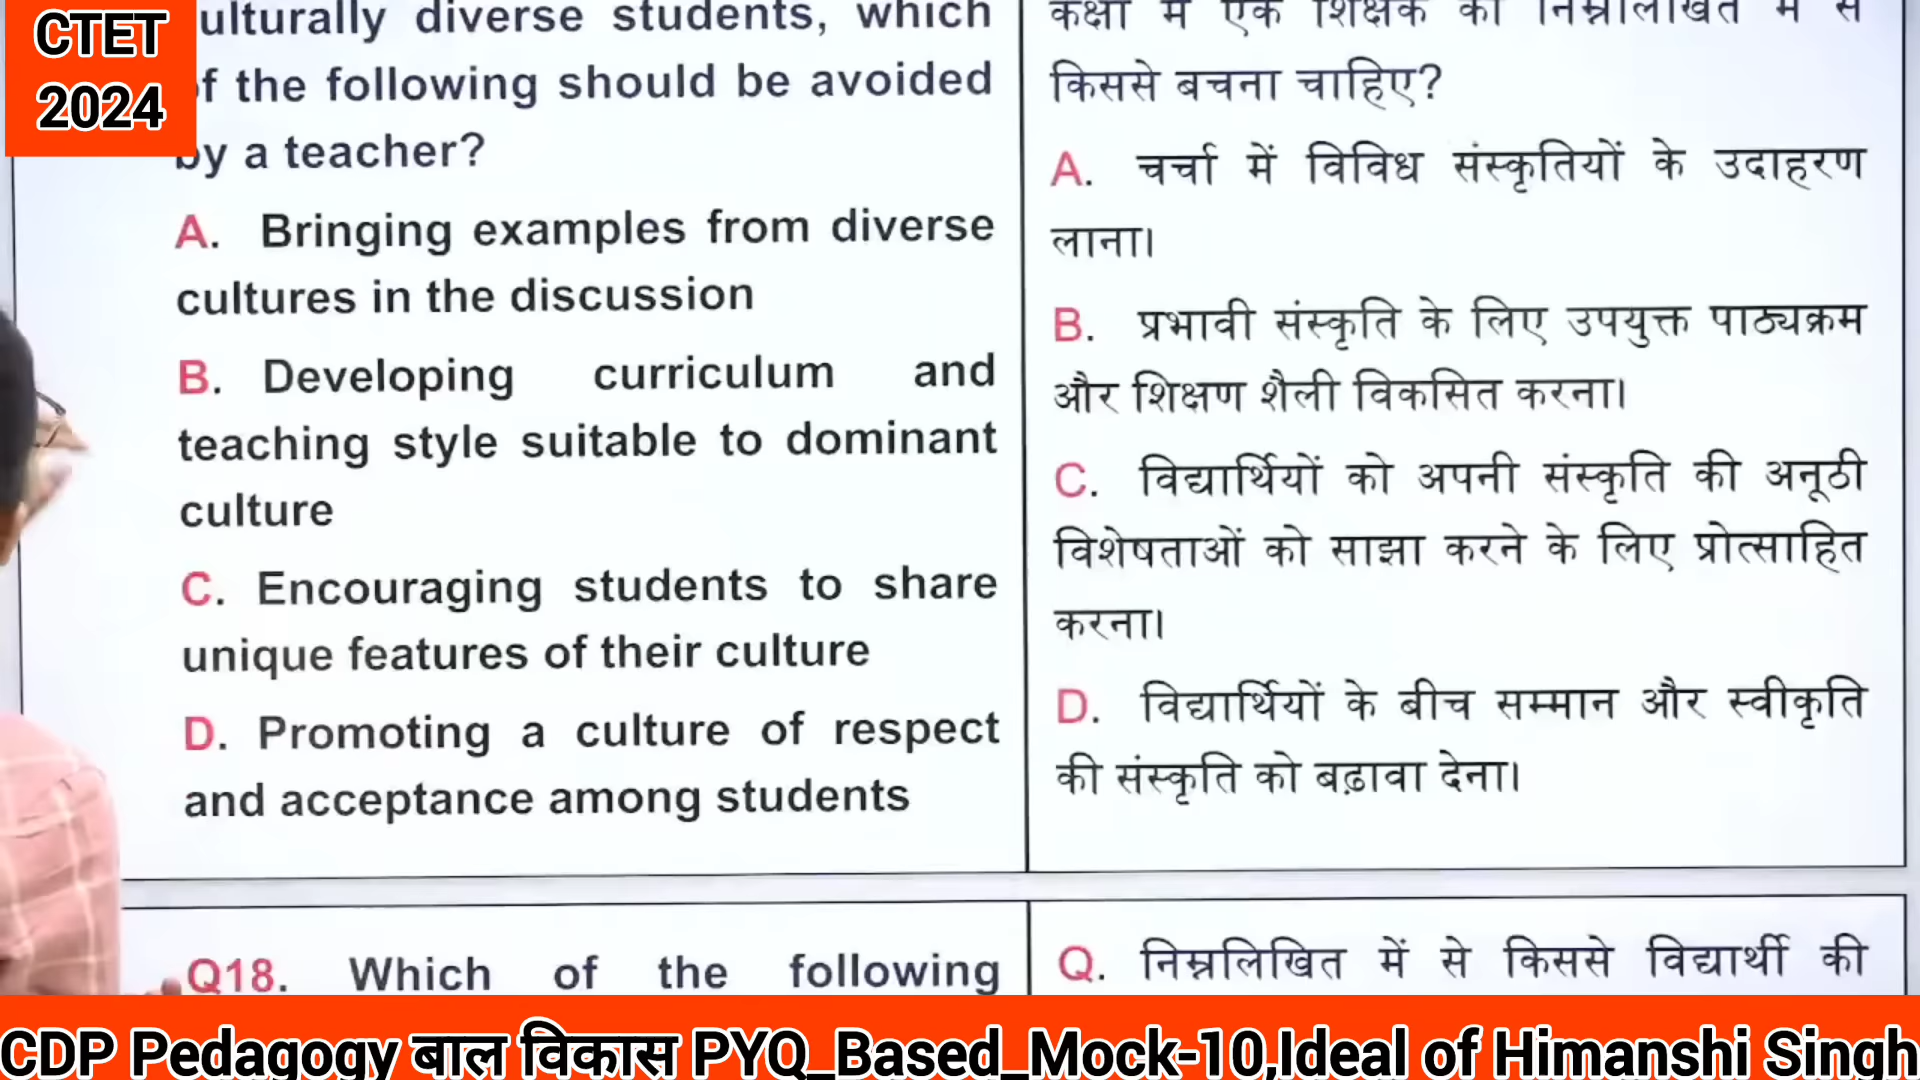 CTET
2024
ulturally diverse students, which
of the following should be avoided
by a teacher?
A. Bringing examples from diverse
cultures in the discussion
B. Developing curriculum and
teaching style suitable to dominant
culture
C. Encouraging students to share
unique features of their culture
D. Promoting a culture of respect
and acceptance among students
Q18. Which of the following
कक्षा में एक शिक्षक को निम्नलिखित में से
किससे बचना चाहिए?
A. चर्चा में विविध संस्कृतियों के उदाहरण
लाना।
B. प्रभावी संस्कृति के लिए उपयुक्त पाठ्यक्रम
और शिक्षण शैली विकसित करना।
C. विद्यार्थियों को अपनी संस्कृति की अनूठी
विशेषताओं को साझा करने के लिए प्रोत्साहित
करना।
D. विद्यार्थियों के बीच सम्मान और स्वीकृति
की संस्कृति को बढ़ावा देना।
Q. निम्नलिखित में से किससे विद्यार्थी की
CDP Pedagogy बाल विकास PYQ_Based_Mock-10,Ideal of Himanshi Singh